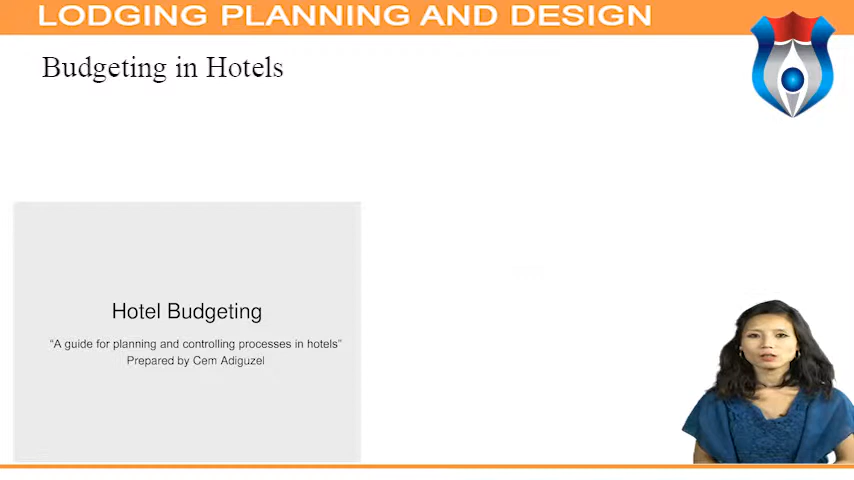 LODGING PLANNING AND DESIGN
Budgeting in Hotels
Hotel Budgeting
"A guide for planning and controlling processes in hotels"
Prepared by Cem Adiguzel